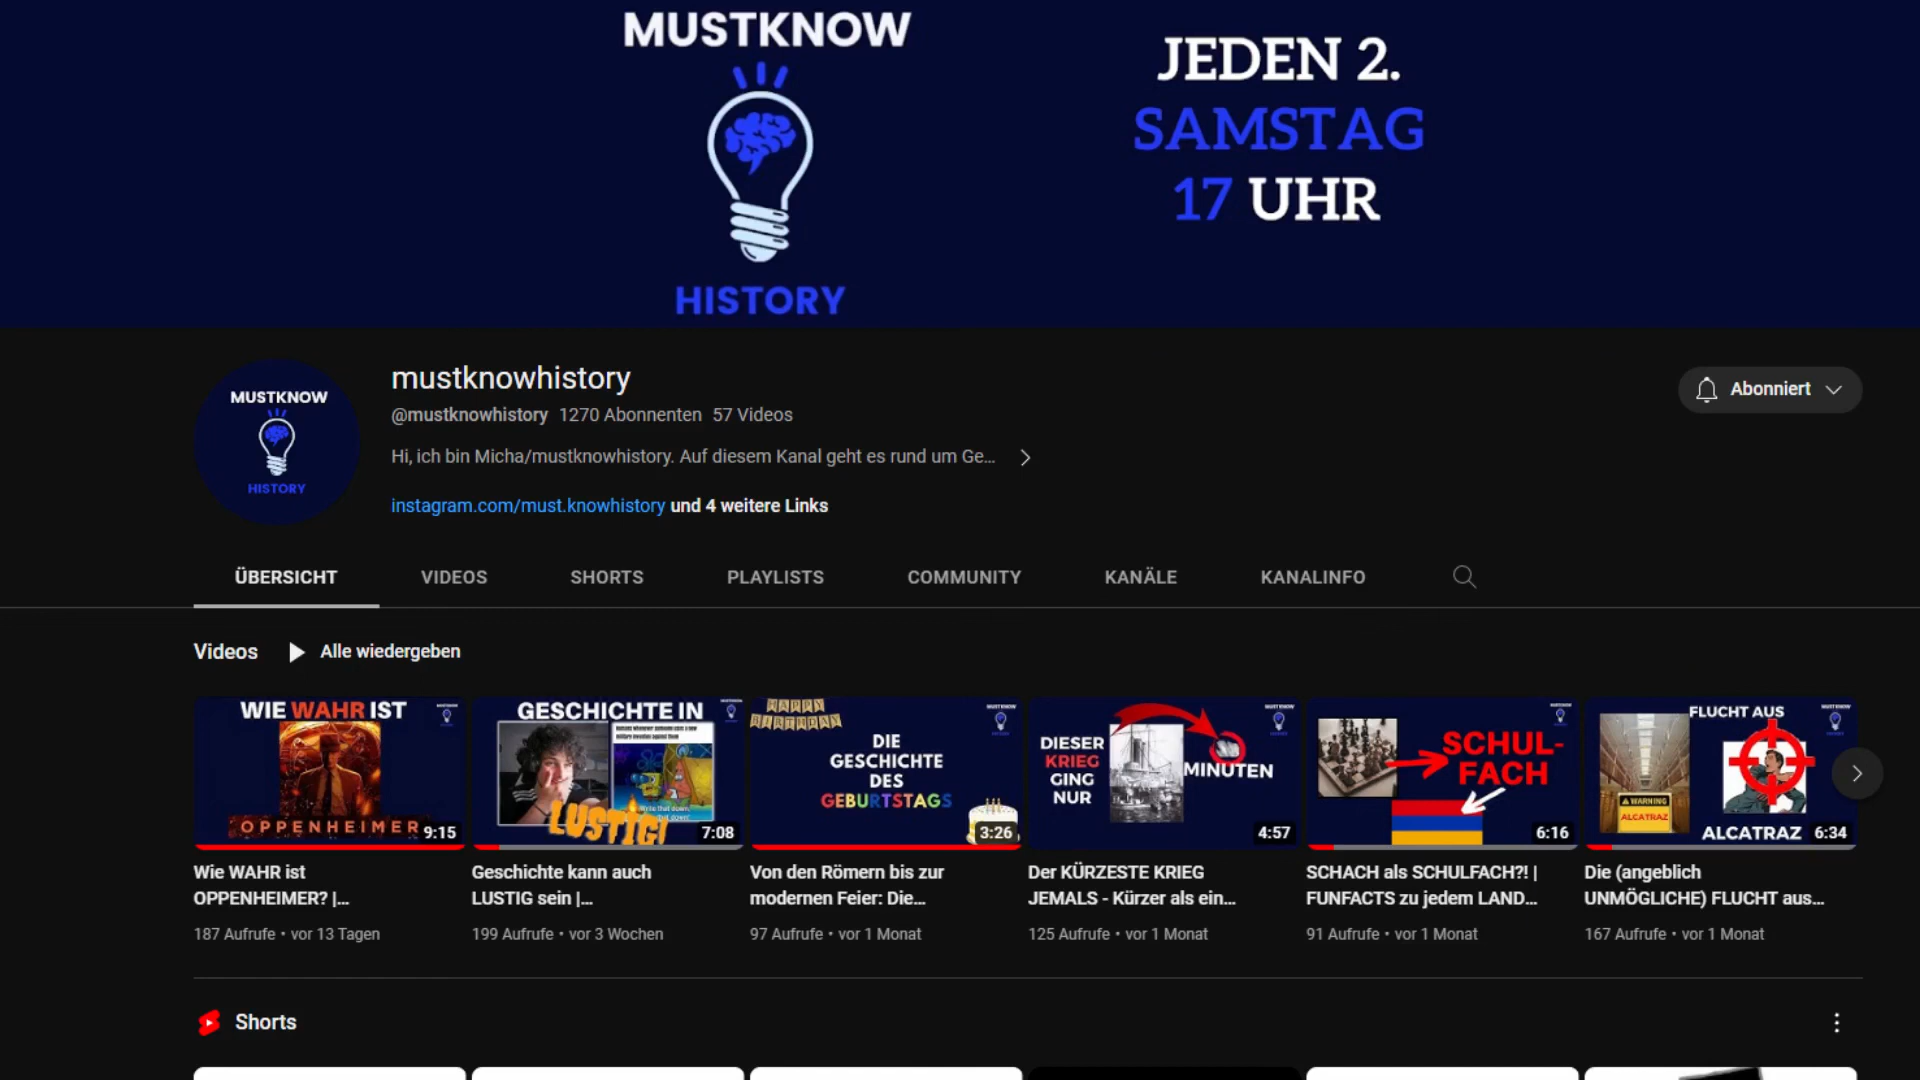 MUSTKNOW
HISTORY
JEDEN 2.
SAMSTAG
17 UHR
MUSTKNOW
HISTORY
mustknowhistory
@mustknowhistory 1270 Abonnenten 57 Videos
Hi, ich bin Micha/mustknowhistory. Auf diesem Kanal geht es rund um Ge...
instagram.com/must.knowhistory und 4 weitere Links
Abonniert
ÜBERSICHT VIDEOS SHORTS PLAYLISTS COMMUNITY KANÄLE KANALINFO
Videos Alle wiedergeben
WIE WAHR IST
OPPENHEIMER
9:15
Wie WAHR ist
OPPENHEIMER? |...
187 Aufrufe • vor 13 Tagen
GESCHICHTE IN
Write that down,
LUSTIG!
7:08
Geschichte kann auch
LUSTIG sein |...
199 Aufrufe • vor 3 Wochen
HAPPY
BIRTHDAY
DIE
GESCHICHTE
DES
GEBURTSTAGS
3:26
Von den Römern bis zur
modernen Feier: Die...
97 Aufrufe • vor 1 Monat
DIESER
KRIEG
GING
NUR
MINUTEN
4:57
Der KÜRZESTE KRIEG
JEMALS - Kürzer als ein...
125 Aufrufe • vor 1 Monat
SCHUL-
FACH
6:16
SCHACH als SCHULFACH?! |
FUNFACTS zu jedem LAND...
91 Aufrufe • vor 1 Monat
FLUCHT AUS
WARNING
ALCATRAZ
ALCATRAZ
6:34
Die (angeblich
UNMÖGLICHE) FLUCHT aus...
167 Aufrufe • vor 1 Monat
Shorts